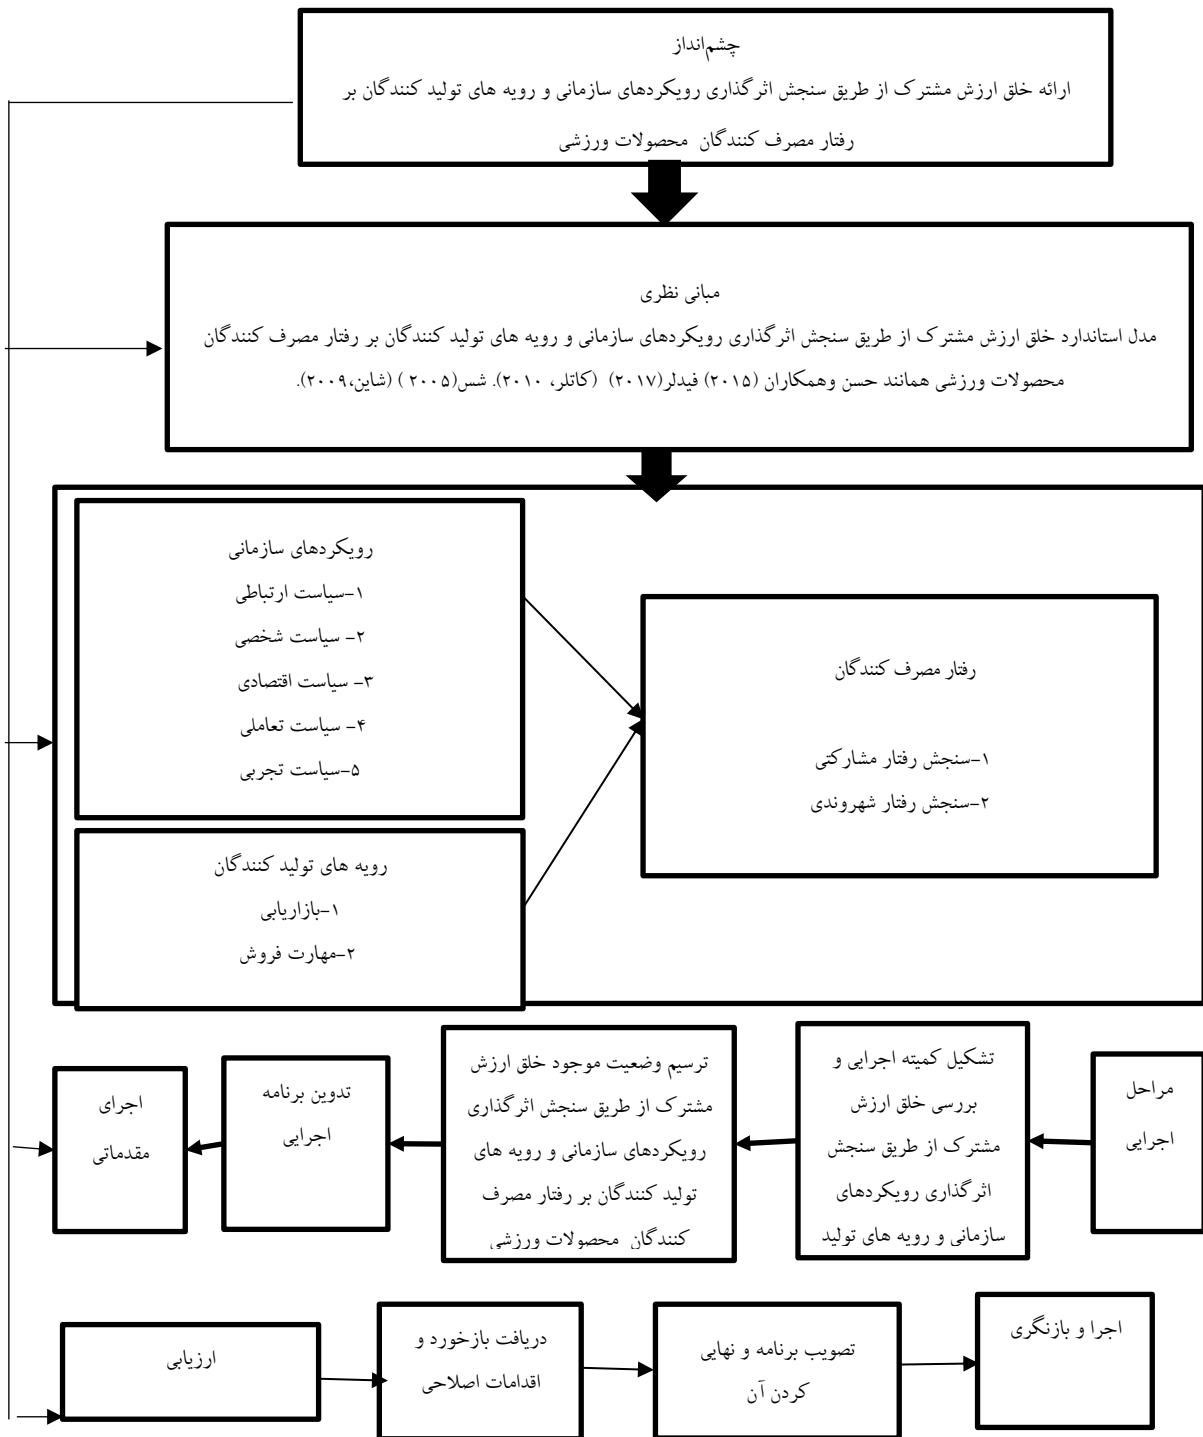 چشم‌انداز
ارائه خلق ارزش مشترک از طریق سنجش اثرگذاری رویکردهای سازمانی و رویه های تولید کنندگان بر
رفتار مصرف کنندگان محصولات ورزشی
مبانی نظری
مدل استاندارد خلق ارزش مشترک از طریق سنجش اثرگذاری رویکردهای سازمانی و رویه های تولید کنندگان بر رفتار مصرف کنندگان
محصولات ورزشی همانند حسن وهمکاران (۲۰۱۵) فیدلر(۲۰۱۷) (کاتلر، ۲۰۱۰). شس(۲۰۰۵ ) (شاین،۲۰۰۹).
رویکردهای سازمانی
۱-سیاست ارتباطی
۲- سیاست شخصی
۳- سیاست اقتصادی
۴- سیاست تعاملی
۵-سیاست تجربی
رفتار مصرف کنندگان
۱-سنجش رفتار مشارکتی
۲-سنجش رفتار شهروندی
رویه های تولید کنندگان
۱-بازاریابی
۲-مهارت فروش
مراحل
اجرایی
تشکیل کمیته اجرایی و
بررسی خلق ارزش
مشترک از طریق سنجش
اثرگذاری رویکردهای
سازمانی و رویه های تولید
ترسیم وضعیت موجود خلق ارزش
مشترک از طریق سنجش اثرگذاری
رویکردهای سازمانی و رویه های
تولید کنندگان بر رفتار مصرف
کنندگان محصولات ورزشی
تدوین برنامه
اجرایی
اجرای
مقدماتی
ارزیابی
دریافت بازخورد و
اقدامات اصلاحی
تصویب برنامه و نهایی
کردن آن
اجرا و بازنگری